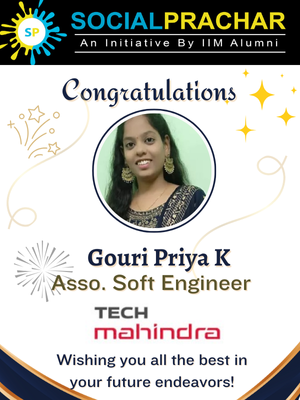 SP
SOCIALPRACHAR
An Initiative By IIM Alumni
Congratulations
Gouri Priya K
Asso. Soft Engineer
TECH
mahindra
Wishing you all the best in
your future endeavors!